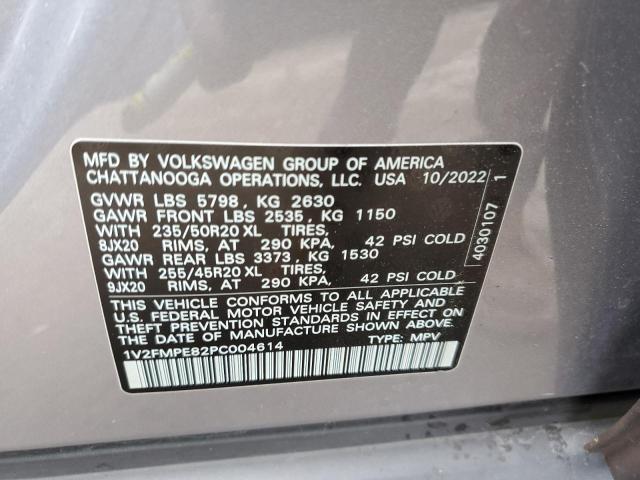 MFD BY VOLKSWAGEN GROUP OF AMERICA
CHATTANOOGA OPERATIONS, LLC. USA 10/2022
GVWR LBS 5798, KG 2630
GAWR FRONT LBS 2535, KG 1150
WITH 235/50R20 XL TIRES,
8JX20 RIMS, AT 290 KPA, 42 PSI COLD
GAWR REAR LBS 3373, KG 1530
WITH 255/45R20 XL TIRES,
9JX20 RIMS, AT 290 KPA, 42 PSI COLD
THIS VEHICLE CONFORMS TO ALL APPLICABLE
U.S. FEDERAL MOTOR VEHICLE SAFETY, BUMPER AND
THEFT PREVENTION STANDARDS IN EFFECT ON THE
DATE OF MANUFACTURE SHOWN ABOVE.
1V2FMPE82PC004614 TYPE: MPV
4030107 1